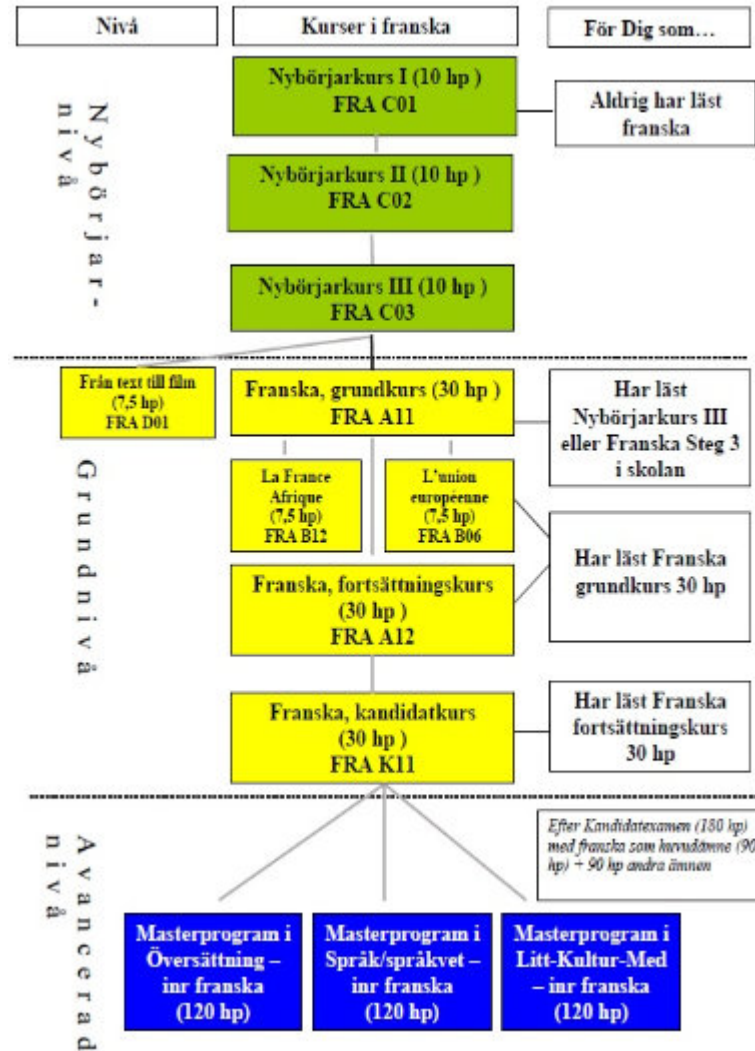 Nivå
Kurser i franska
För Dig som…
Nybörjar-
nivå
Nybörjarkurs I (10 hp )
FRA C01
Aldrig har läst
franska
Nybörjarkurs II (10 hp )
FRA C02
Nybörjarkurs III (10 hp )
FRA C03
Grundnivå
Från text till film
(7,5 hp)
FRA D01
Franska, grundkurs (30 hp )
FRA A11
Har läst
Nybörjarkurs III
eller Franska Steg 3
i skolan
La France
Afrique
(7,5 hp)
FRA B12
L'union
européenne
(7,5 hp)
FRA B06
Har läst Franska
grundkurs 30 hp
Franska, fortsättningskurs
(30 hp )
FRA A12
Franska, kandidatkurs
(30 hp )
FRA K11
Har läst Franska
fortsättningskurs
30 hp
Avancerad
nivå
Efter Kandidatexamen (180 hp)
med franska som huvudämne (90
hp) + 90 hp andra ämnen
Masterprogram i
Översättning –
inr franska
(120 hp)
Masterprogram i
Språk/språkvet –
inr franska
(120 hp)
Masterprogram i
Litt-Kultur-Med
– inr franska
(120 hp)